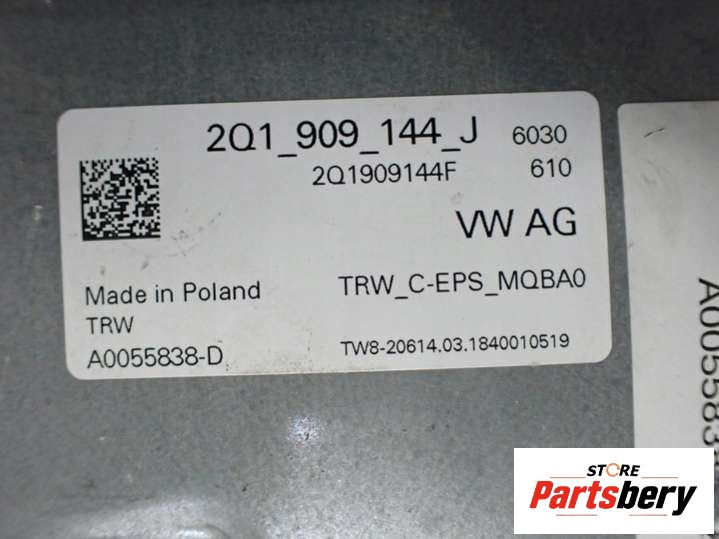 2Q1_909_144_J 6030
2Q1909144F 610
VW AG
Made in Poland TRW_C-EPS_MQBA0
TRW
A0055838-D TW8-20614.03.1840010519
A005583
STORE
Partsbery